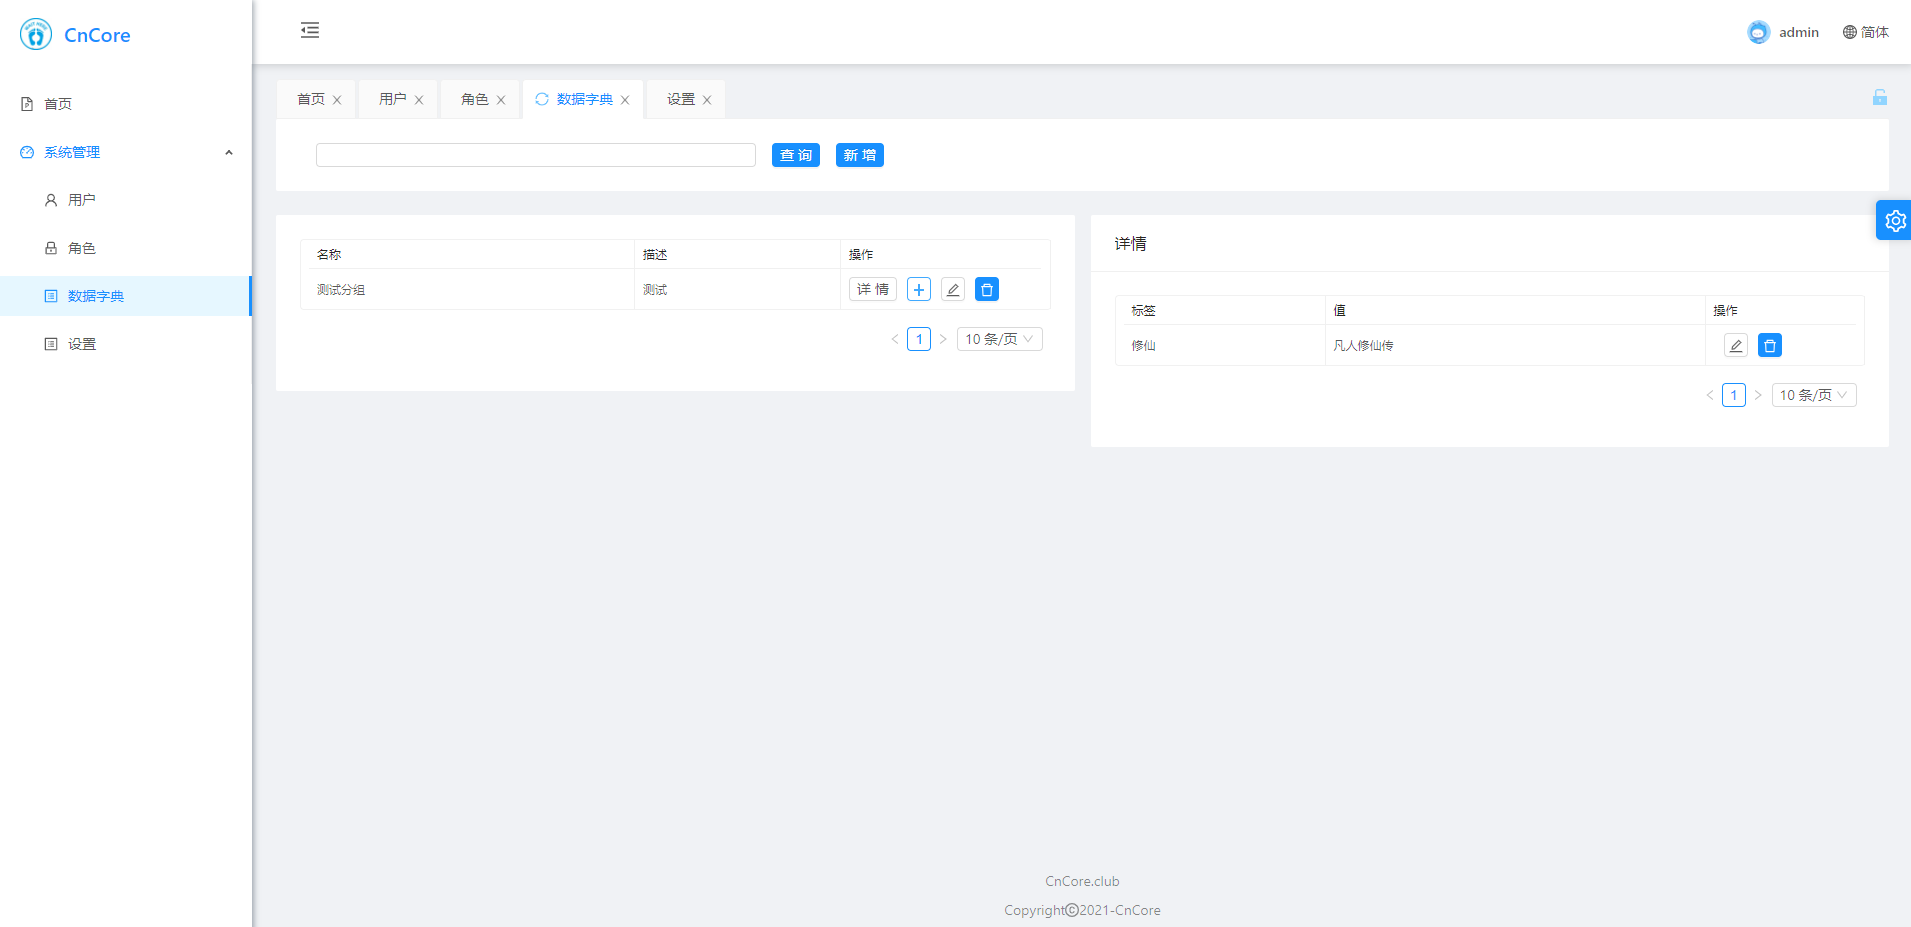 CnCore
admin
简体
首页
系统管理
用户
角色
数据字典
设置
首页 用户 角色 数据字典 设置
查 询 新 增
名称 描述 操作
测试分组 测试 详 情
1 10 条/页
详情
标签 值 操作
修仙 凡人修仙传
1 10 条/页
CnCore.club
Copyright©2021-CnCore